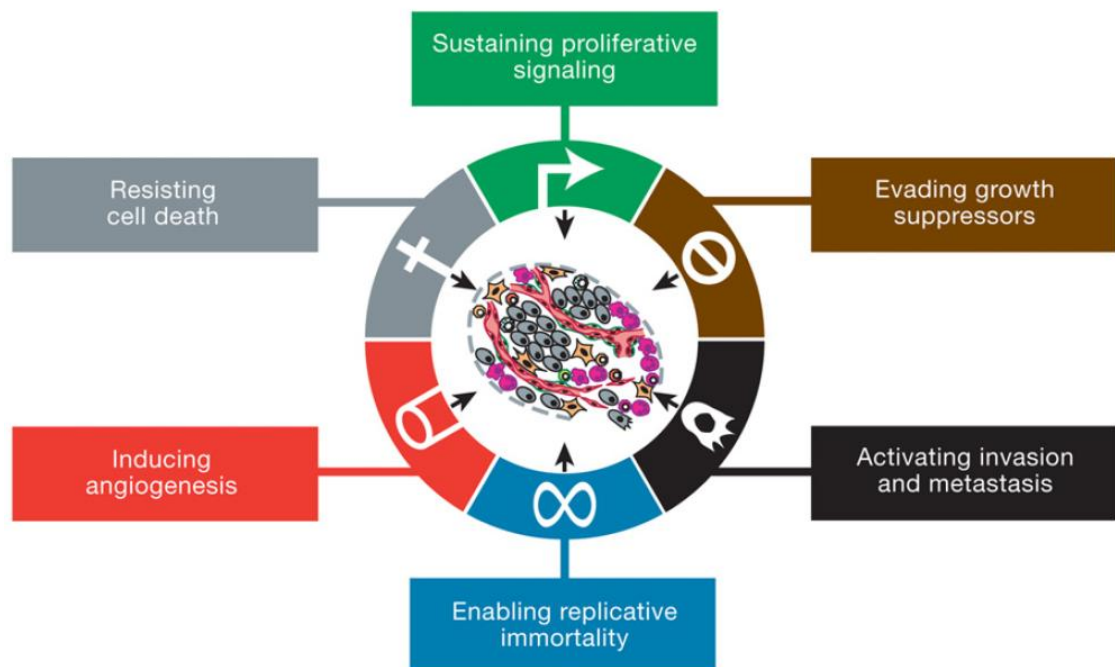 Sustaining proliferative
signaling
Resisting
cell death
Evading growth
suppressors
Inducing
angiogenesis
Activating invasion
and metastasis
Enabling replicative
immortality